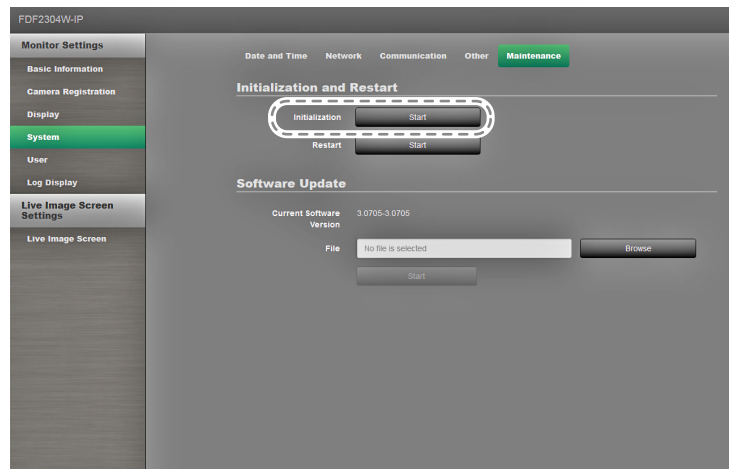 FDF2304W-IP
Monitor Settings
Basic Information
Camera Registration
Display
System
User
Log Display
Live Image Screen
Settings
Live Image Screen
Date and Time Network Communication Other Maintenance
Initialization and Restart
Initialization Start
Restart Start
Software Update
Current Software 3.0705-3.0705
Version
File No file is selected Browse
Start